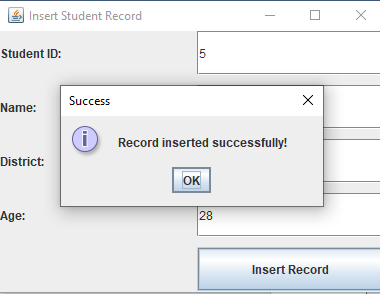 Insert Student Record
Student ID:
5
Success
Name:
Record inserted successfully!
District:
OK
Age:
28
Insert Record